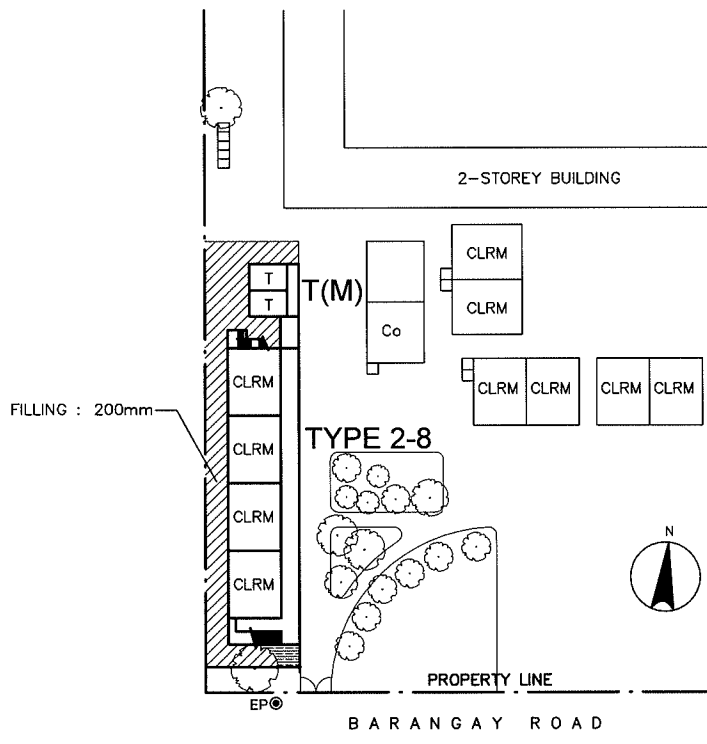 2-STOREY BUILDING
CLRM
T
T(M)
T
CLRM
Co
CLRM
CLRM CLRM CLRM CLRM
FILLING : 200mm
TYPE 2-8
CLRM
CLRM
N
CLRM
PROPERTY LINE
EP
BARANGAY ROAD